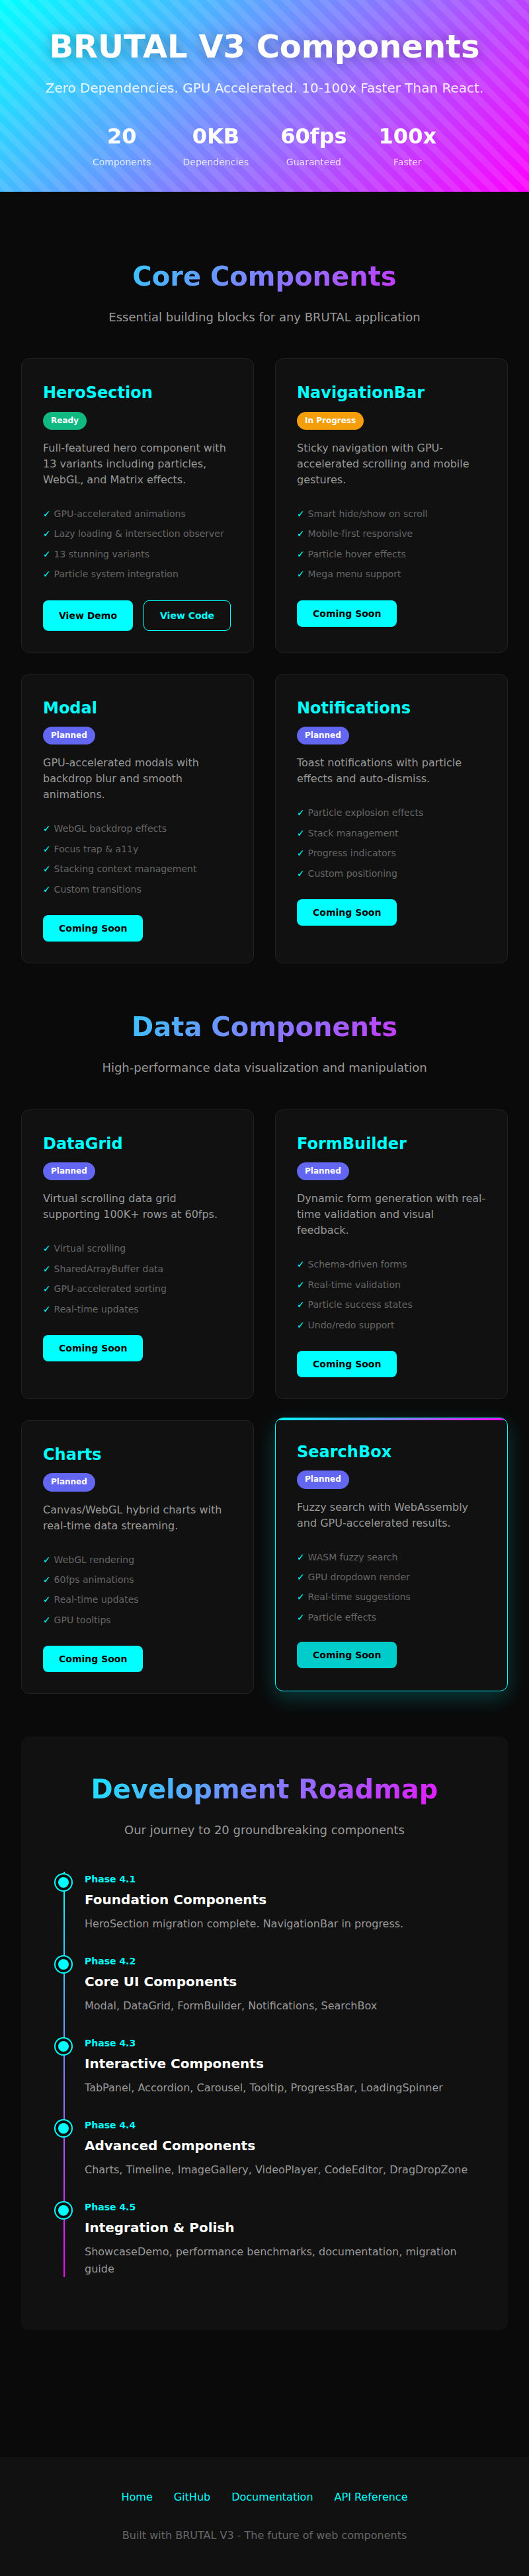 BRUTAL V3 Components
Zero Dependencies. GPU Accelerated. 10-100x Faster Than React.
20
Components
0KB
Dependencies
60fps
Guaranteed
100x
Faster
Core Components
Essential building blocks for any BRUTAL application
HeroSection
Ready
Full-featured hero component with
13 variants including particles,
WebGL, and Matrix effects.
✓ GPU-accelerated animations
✓ Lazy loading & intersection observer
✓ 13 stunning variants
✓ Particle system integration
View Demo
View Code
NavigationBar
In Progress
Sticky navigation with GPU-
accelerated scrolling and mobile
gestures.
✓ Smart hide/show on scroll
✓ Mobile-first responsive
✓ Particle hover effects
✓ Mega menu support
Coming Soon
Modal
Planned
GPU-accelerated modals with
backdrop blur and smooth
animations.
✓ WebGL backdrop effects
✓ Focus trap & a11y
✓ Stacking context management
✓ Custom transitions
Coming Soon
Notifications
Planned
Toast notifications with particle
effects and auto-dismiss.
✓ Particle explosion effects
✓ Stack management
✓ Progress indicators
✓ Custom positioning
Coming Soon
Data Components
High-performance data visualization and manipulation
DataGrid
Planned
Virtual scrolling data grid
supporting 100K+ rows at 60fps.
✓ Virtual scrolling
✓ SharedArrayBuffer data
✓ GPU-accelerated sorting
✓ Real-time updates
Coming Soon
FormBuilder
Planned
Dynamic form generation with real-
time validation and visual
feedback.
✓ Schema-driven forms
✓ Real-time validation
✓ Particle success states
✓ Undo/redo support
Coming Soon
Charts
Planned
Canvas/WebGL hybrid charts with
real-time data streaming.
✓ WebGL rendering
✓ 60fps animations
✓ Real-time updates
✓ GPU tooltips
Coming Soon
SearchBox
Planned
Fuzzy search with WebAssembly
and GPU-accelerated results.
✓ WASM fuzzy search
✓ GPU dropdown render
✓ Real-time suggestions
✓ Particle effects
Coming Soon
Development Roadmap
Our journey to 20 groundbreaking components
Phase 4.1
Foundation Components
HeroSection migration complete. NavigationBar in progress.
Phase 4.2
Core UI Components
Modal, DataGrid, FormBuilder, Notifications, SearchBox
Phase 4.3
Interactive Components
TabPanel, Accordion, Carousel, Tooltip, ProgressBar, LoadingSpinner
Phase 4.4
Advanced Components
Charts, Timeline, ImageGallery, VideoPlayer, CodeEditor, DragDropZone
Phase 4.5
Integration & Polish
ShowcaseDemo, performance benchmarks, documentation, migration
guide
Home GitHub Documentation API Reference
Built with BRUTAL V3 - The future of web components